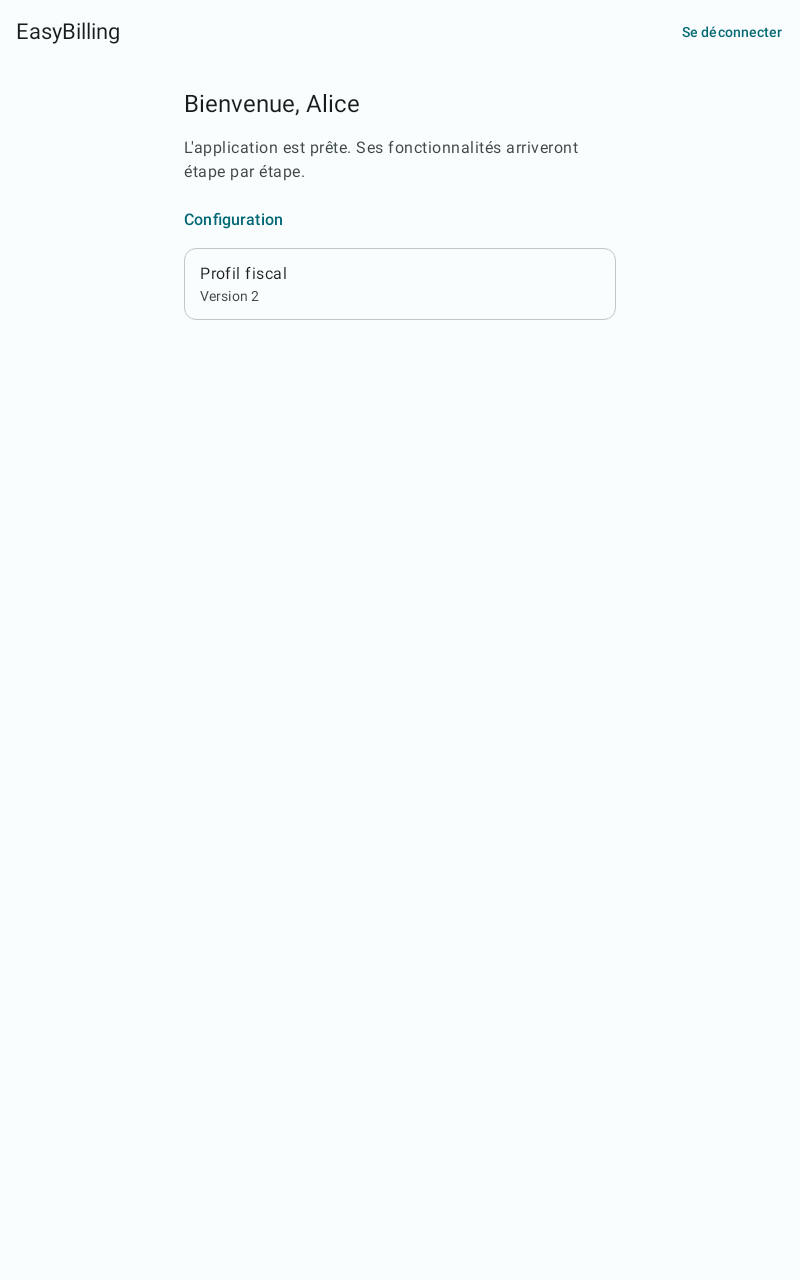 EasyBilling
Se déconnecter
Bienvenue, Alice
L'application est prête. Ses fonctionnalités arriveront
étape par étape.
Configuration
Profil fiscal
Version 2